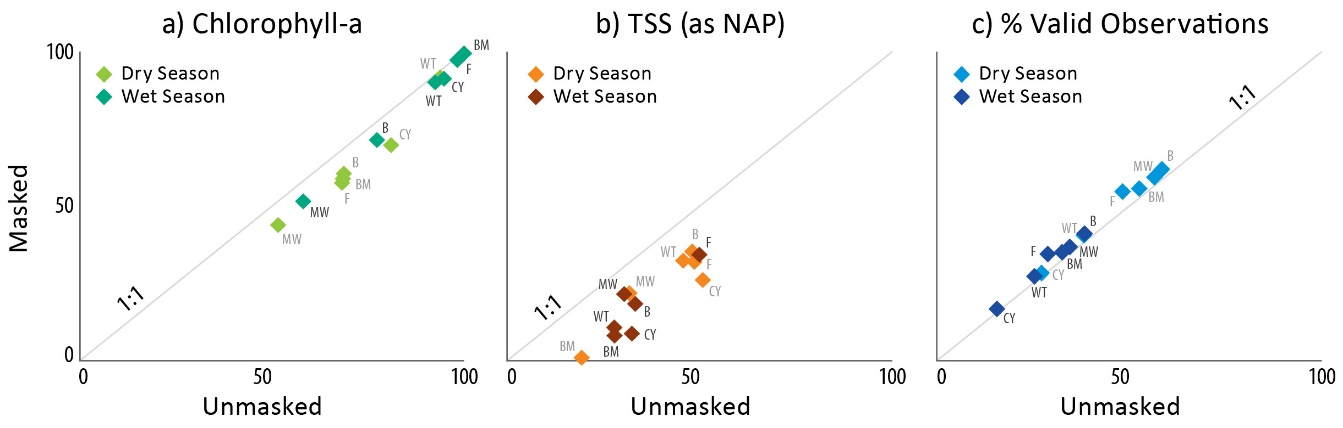 a) Chlorophyll-a
100
50
0
Masked
Dry Season
Wet Season
BM
WT
F
CY
WT
B
CY
B
BM
F
MW
MW
1:1
0
50
100
Unmasked
b) TSS (as NAP)
Dry Season
Wet Season
B
F
WT
F
CY
MW
MW
B
WT
CY
BM
BM
1:1
0
50
100
Unmasked
c) % Valid Observations
Dry Season
Wet Season
1:1
B
MW
BM
F
B
WT
F
MW
BM
CY
WT
CY
0
50
100
Unmasked